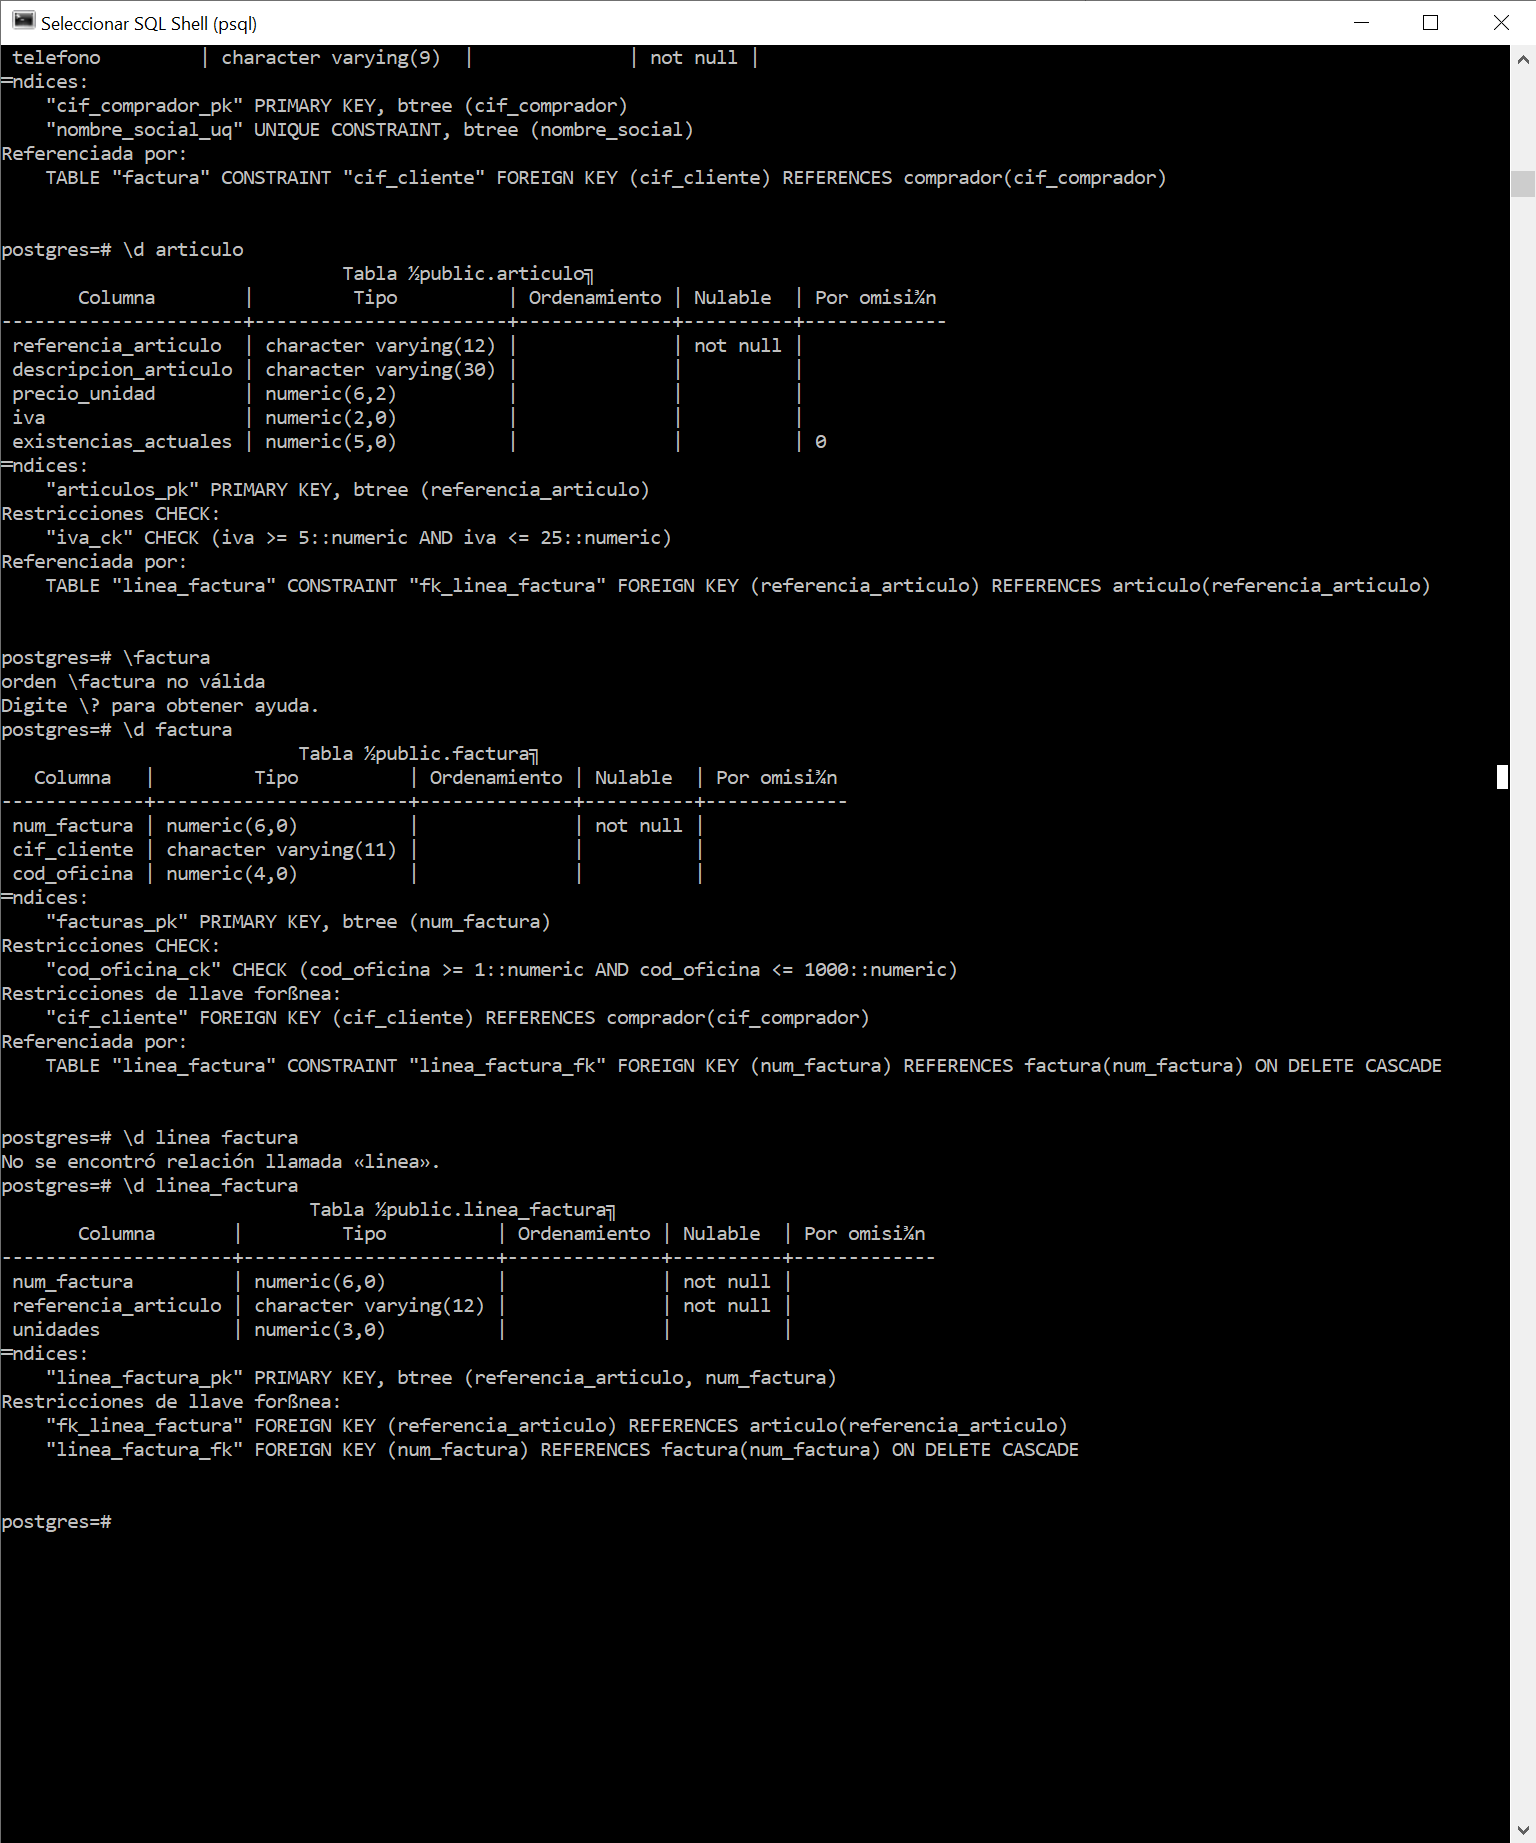 Seleccionar SQL Shell (psql)
 telefono         | character varying(9)  |              | not null |
═ndices:
    "cif_comprador_pk" PRIMARY KEY, btree (cif_comprador)
    "nombre_social_uq" UNIQUE CONSTRAINT, btree (nombre_social)
Referenciada por:
    TABLE "factura" CONSTRAINT "cif_cliente" FOREIGN KEY (cif_cliente) REFERENCES comprador(cif_comprador)
postgres=# \d articulo
                               Tabla ½public.articulo╗
       Columna        |         Tipo          | Ordenamiento | Nulable  | Por omisi¾n
----------------------+-----------------------+--------------+----------+-------------
 referencia_articulo  | character varying(12) |              | not null |
 descripcion_articulo | character varying(30) |              |          |
 precio_unidad        | numeric(6,2)          |              |          |
 iva                  | numeric(2,0)          |              |          |
 existencias_actuales | numeric(5,0)          |              |          | 0
═ndices:
    "articulos_pk" PRIMARY KEY, btree (referencia_articulo)
Restricciones CHECK:
    "iva_ck" CHECK (iva >= 5::numeric AND iva <= 25::numeric)
Referenciada por:
    TABLE "linea_factura" CONSTRAINT "fk_linea_factura" FOREIGN KEY (referencia_articulo) REFERENCES articulo(referencia_articulo)
postgres=# \factura
orden \factura no válida
Digite \? para obtener ayuda.
postgres=# \d factura
                           Tabla ½public.factura╗
   Columna   |         Tipo          | Ordenamiento | Nulable  | Por omisi¾n
-------------+-----------------------+--------------+----------+-------------
 num_factura | numeric(6,0)          |              | not null |
 cif_cliente | character varying(11) |              |          |
 cod_oficina | numeric(4,0)          |              |          |
═ndices:
    "facturas_pk" PRIMARY KEY, btree (num_factura)
Restricciones CHECK:
    "cod_oficina_ck" CHECK (cod_oficina >= 1::numeric AND cod_oficina <= 1000::numeric)
Restricciones de llave forßnea:
    "cif_cliente" FOREIGN KEY (cif_cliente) REFERENCES comprador(cif_comprador)
Referenciada por:
    TABLE "linea_factura" CONSTRAINT "linea_factura_fk" FOREIGN KEY (num_factura) REFERENCES factura(num_factura) ON DELETE CASCADE
postgres=# \d linea factura
No se encontró relación llamada «linea».
postgres=# \d linea_factura
                            Tabla ½public.linea_factura╗
       Columna       |         Tipo          | Ordenamiento | Nulable  | Por omisi¾n
---------------------+-----------------------+--------------+----------+-------------
 num_factura         | numeric(6,0)          |              | not null |
 referencia_articulo | character varying(12) |              | not null |
 unidades            | numeric(3,0)          |              |          |
═ndices:
    "linea_factura_pk" PRIMARY KEY, btree (referencia_articulo, num_factura)
Restricciones de llave forßnea:
    "fk_linea_factura" FOREIGN KEY (referencia_articulo) REFERENCES articulo(referencia_articulo)
    "linea_factura_fk" FOREIGN KEY (num_factura) REFERENCES factura(num_factura) ON DELETE CASCADE
postgres=#